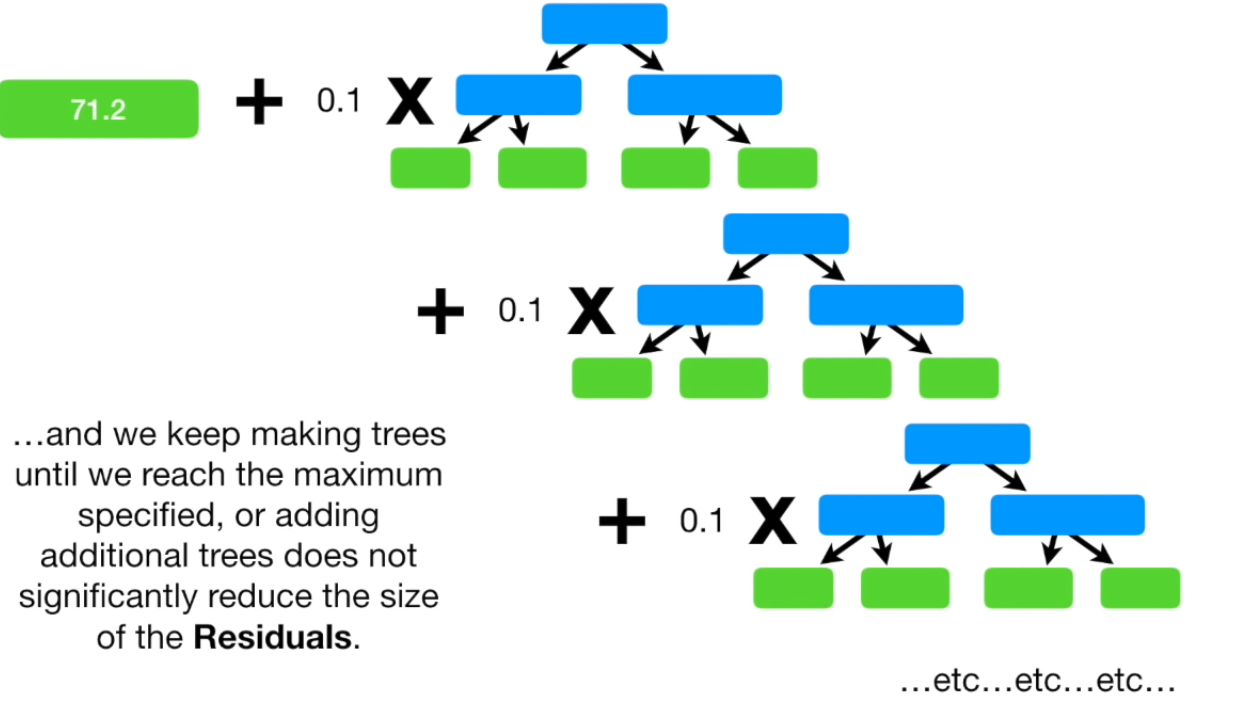 71.2 + 0.1 X
+ 0.1 X
+ 0.1 X
…and we keep making trees
until we reach the maximum
specified, or adding
additional trees does not
significantly reduce the size
of the Residuals.
…etc…etc…etc…